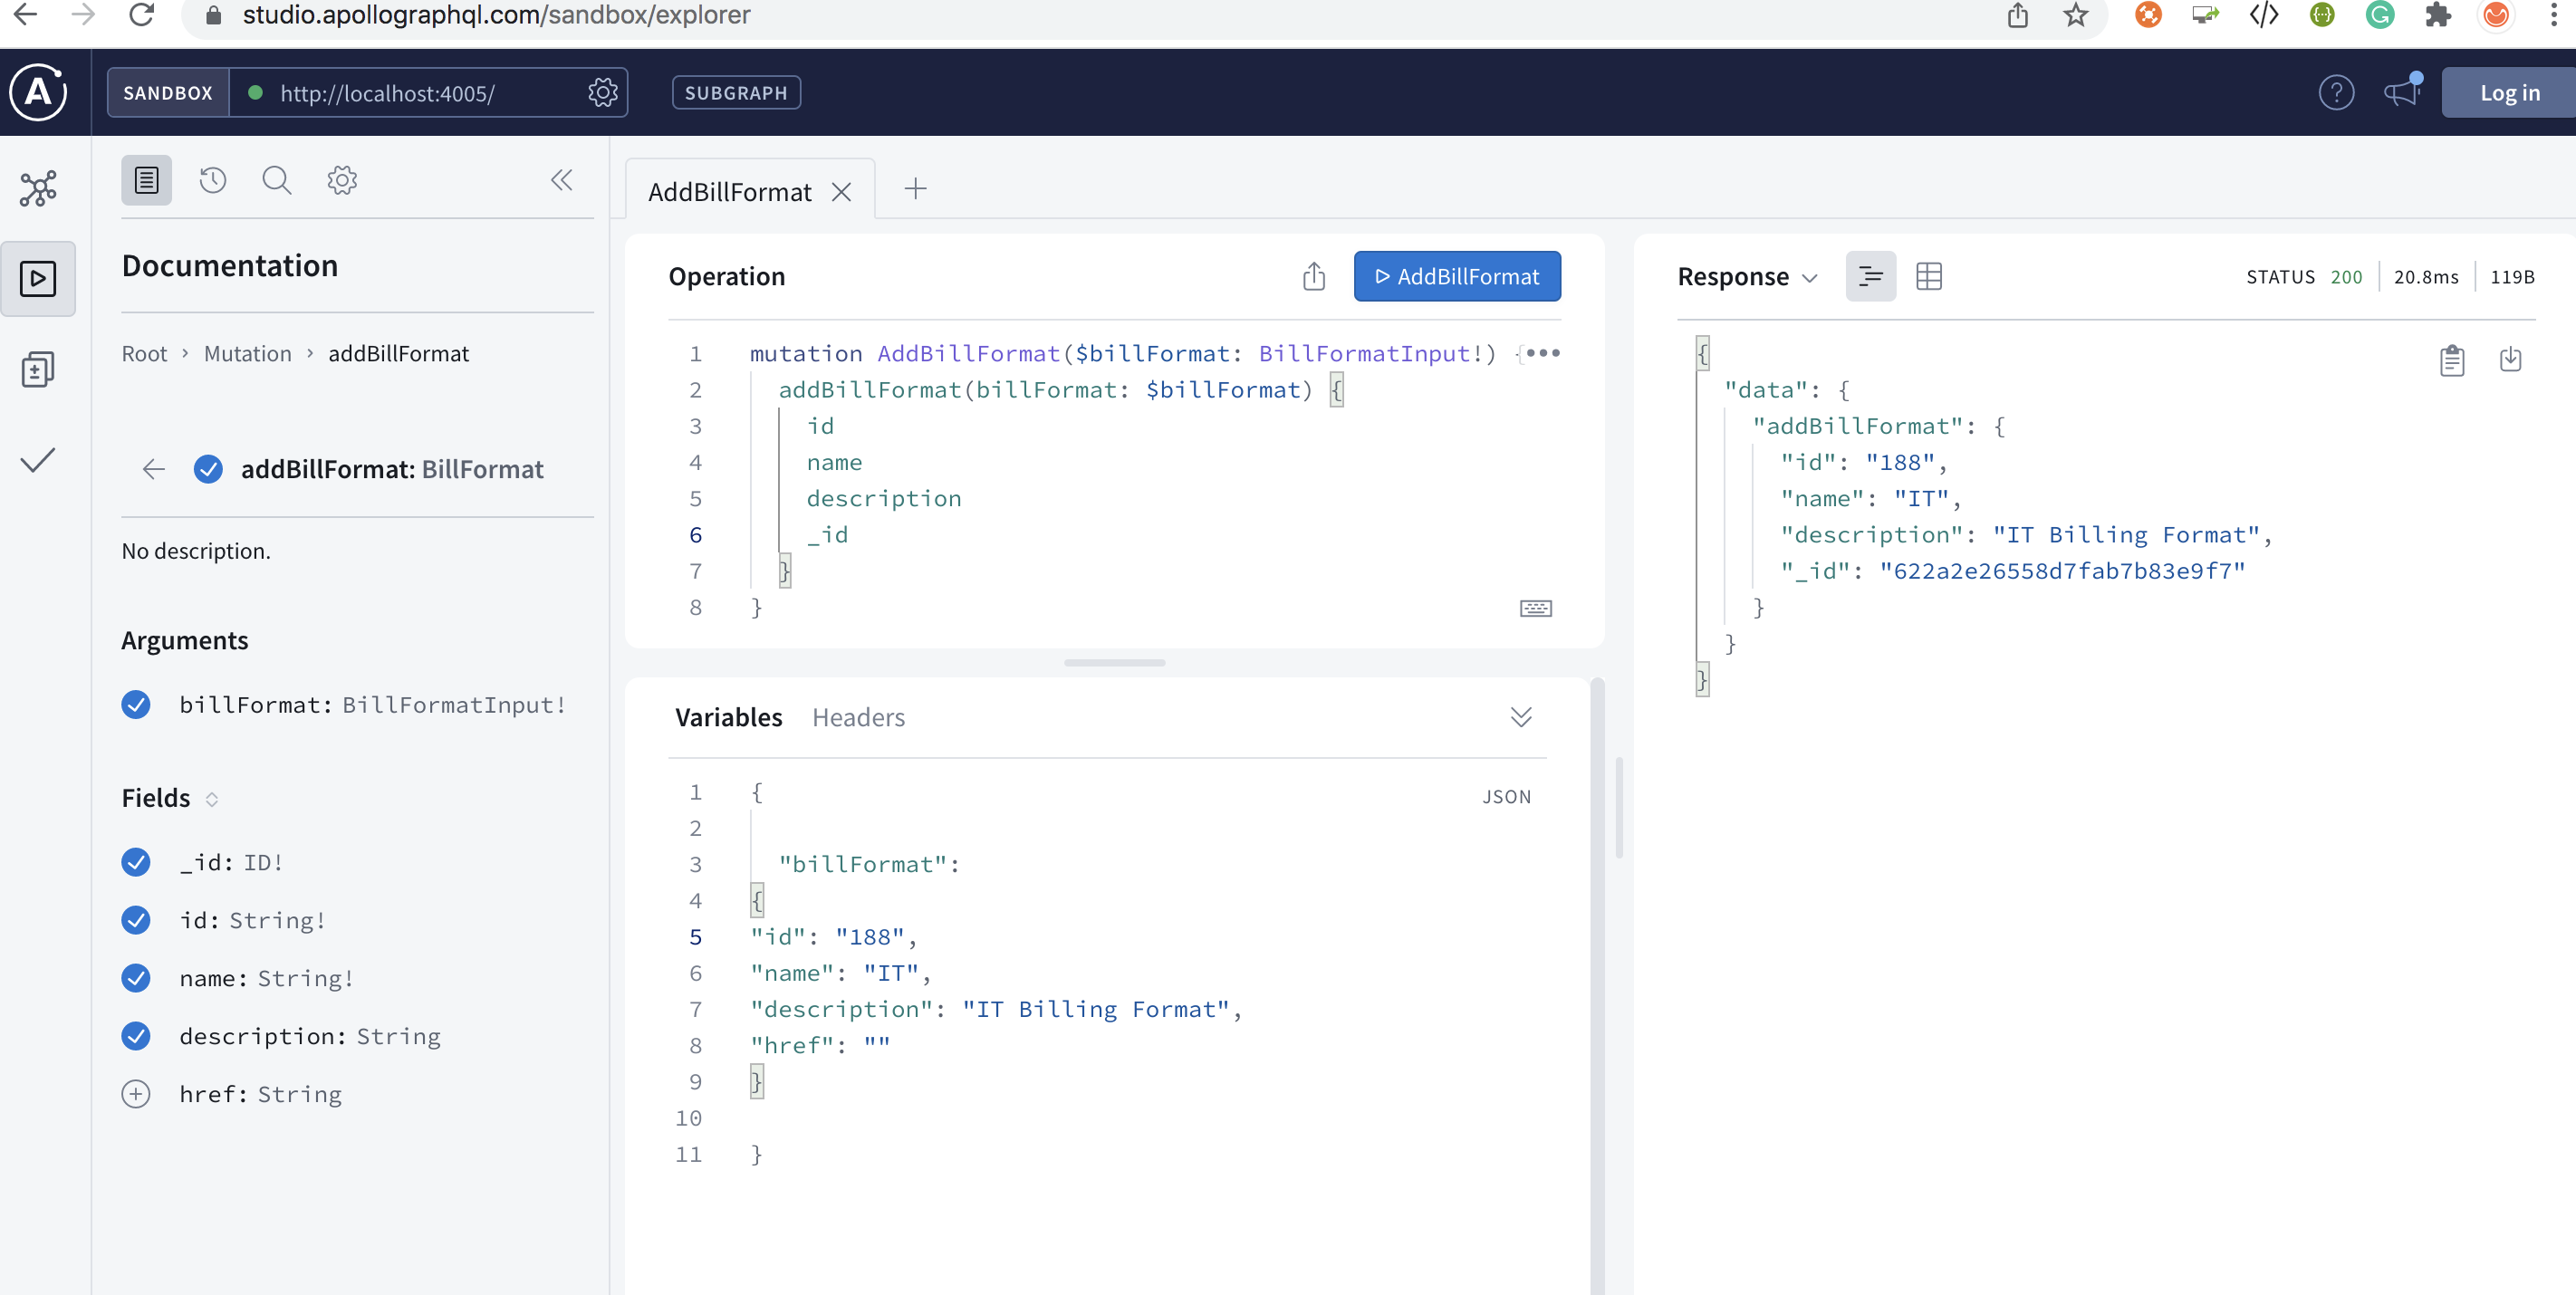 studio.apollographql.com/sandbox/explorer
SANDBOX
http://localhost:4005/
SUBGRAPH
Log in
Documentation
Root › Mutation › addBillFormat
addBillFormat: BillFormat
No description.
Arguments
billFormat: BillFormatInput!
Fields
_id: ID!
id: String!
name: String!
description: String
href: String
AddBillFormat
Operation
AddBillFormat
1 mutation AddBillFormat($billFormat: BillFormatInput!) {•••
2 addBillFormat(billFormat: $billFormat) {
3 id
4 name
5 description
6 _id
7 }
8 }
Variables Headers
JSON
1 {
2
3 "billFormat":
4 {
5 "id": "188",
6 "name": "IT",
7 "description": "IT Billing Format",
8 "href": ""
9 }
10
11 }
Response
STATUS 200 20.8ms 119B
{
"data": {
"addBillFormat": {
"id": "188",
"name": "IT",
"description": "IT Billing Format",
"_id": "622a2e26558d7fab7b83e9f7"
}
}
}